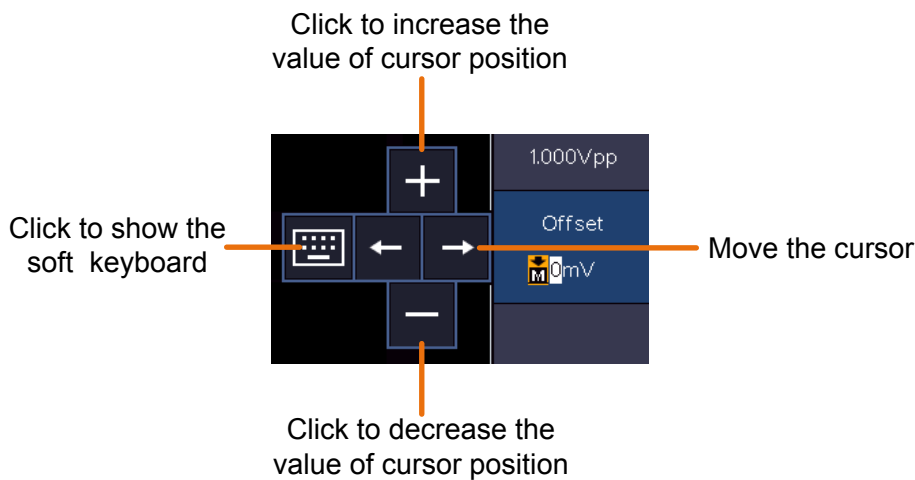 Click to increase the
value of cursor position
1.000Vpp
Click to show the
soft keyboard
Offset
M 0mV
Move the cursor
Click to decrease the
value of cursor position